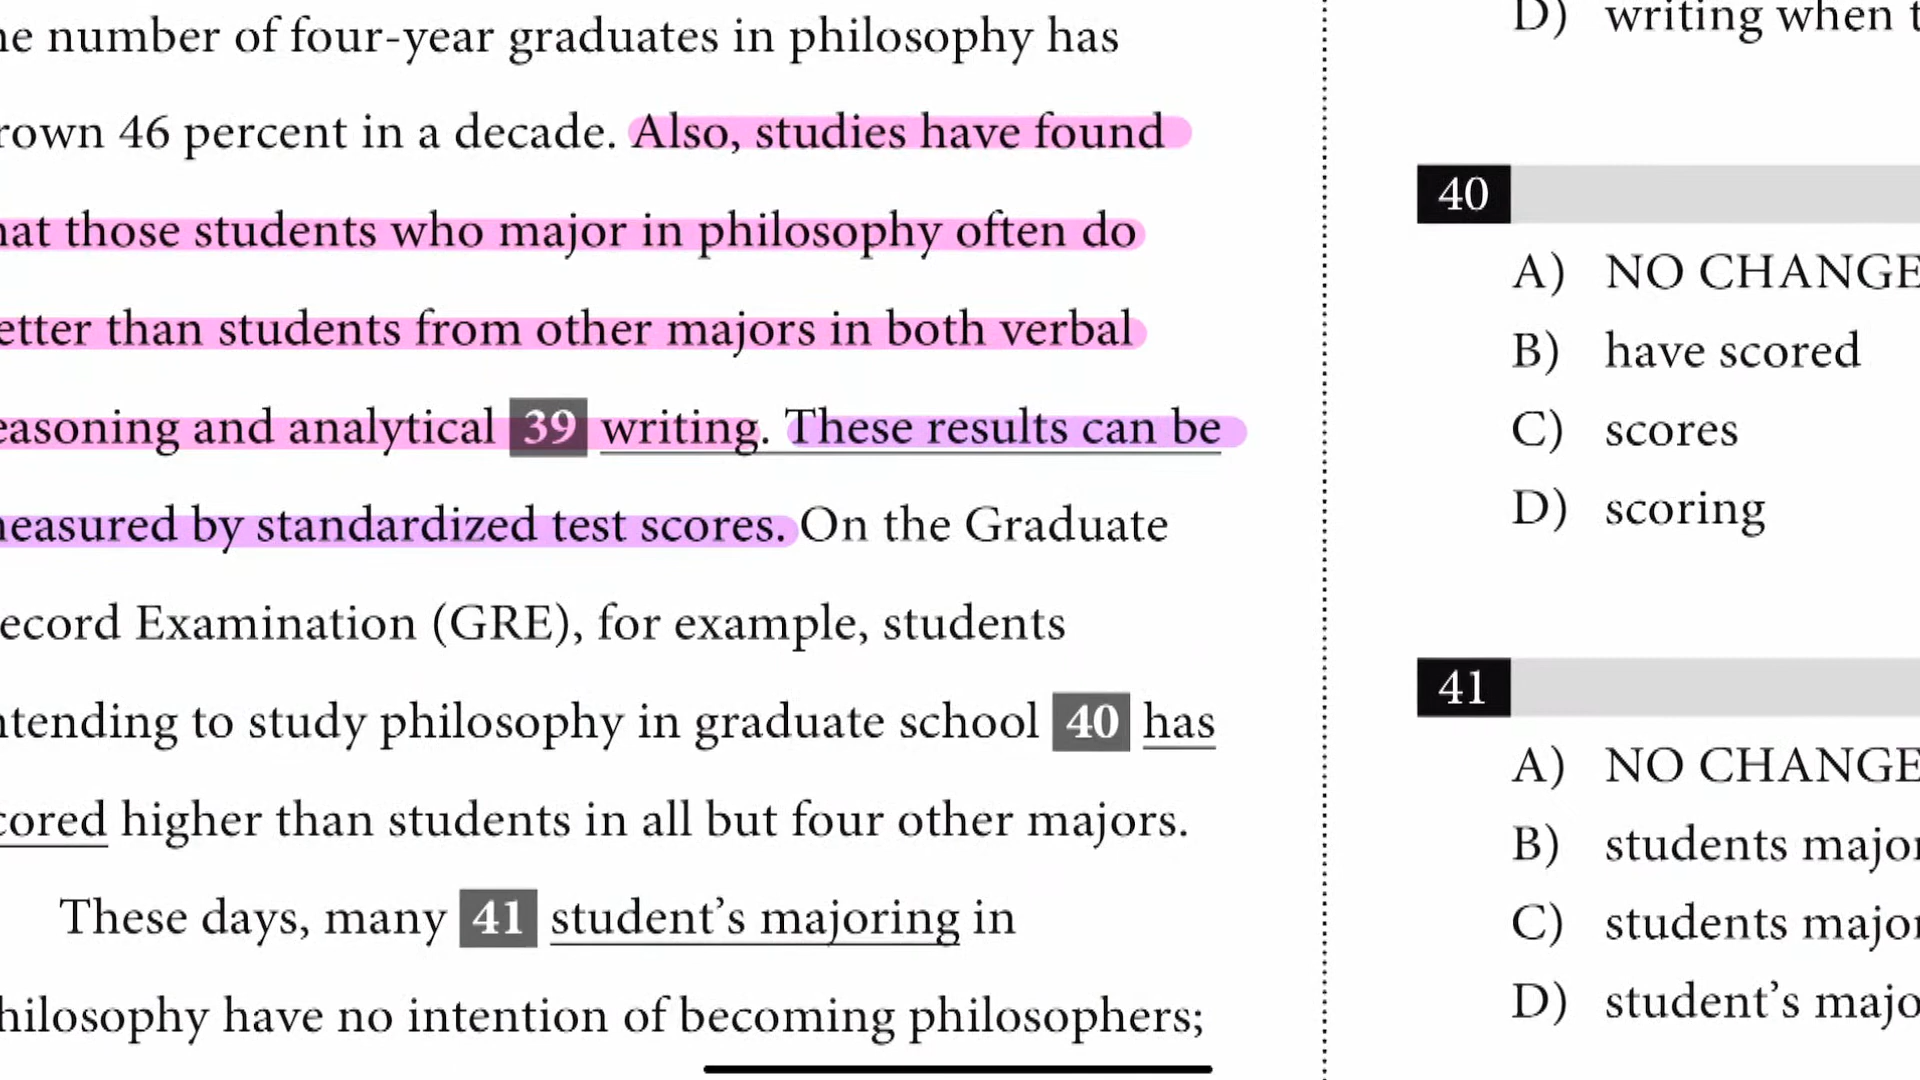 he number of four-year graduates in philosophy has
rown 46 percent in a decade. Also, studies have found
hat those students who major in philosophy often do
etter than students from other majors in both verbal
easoning and analytical 39 writing. These results can be
measured by standardized test scores. On the Graduate
ecord Examination (GRE), for example, students
ntending to study philosophy in graduate school 40 has
cored higher than students in all but four other majors.
These days, many 41 student's majoring in
hilosophy have no intention of becoming philosophers;
D) writing when t
40
A) NO CHANGE
B) have scored
C) scores
D) scoring
41
A) NO CHANGE
B) students major
C) students major
D) student's majo